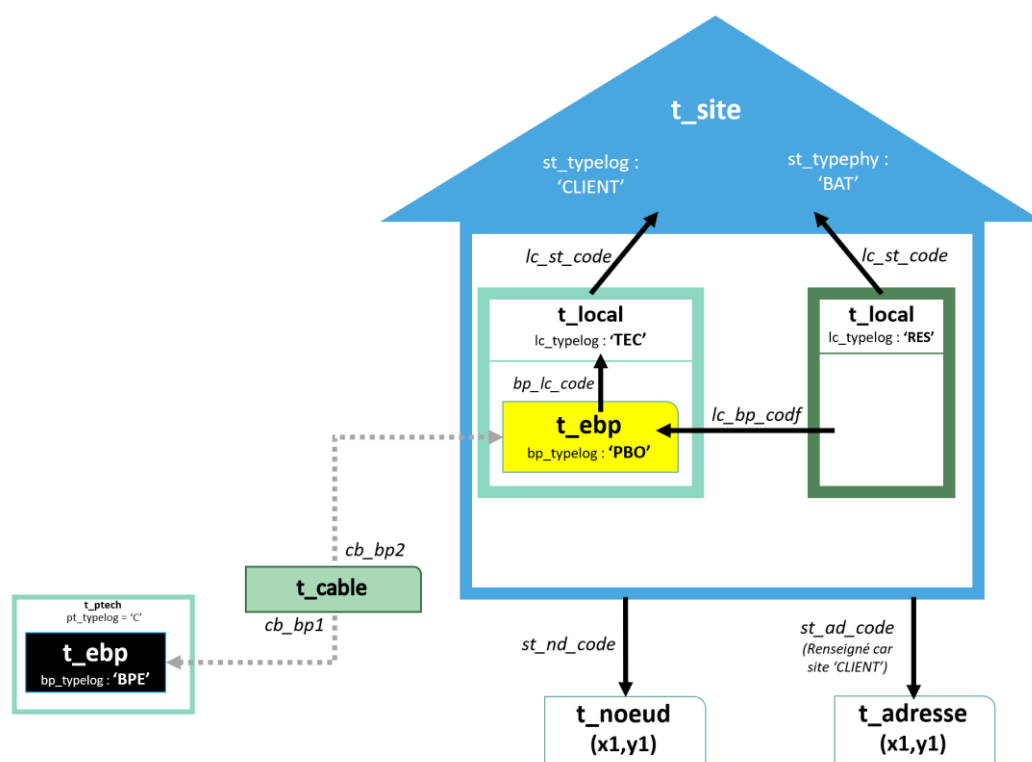 t_site
st_typelog :
‘CLIENT’
st_typephy :
‘BAT’
lc_st_code
lc_st_code
t_local
lc_typelog : ‘TEC’
t_local
lc_typelog : ‘RES’
bp_lc_code
t_ebp
bp_typelog : ‘PBO’
lc_bp_codf
cb_bp2
t_cable
cb_bp1
t_ptech
pt_typelog = ‘C’
t_ebp
bp_typelog : ‘BPE’
st_nd_code
st_ad_code
(Renseigné car
site ‘CLIENT’)
t_noeud
(x1,y1)
t_adresse
(x1,y1)